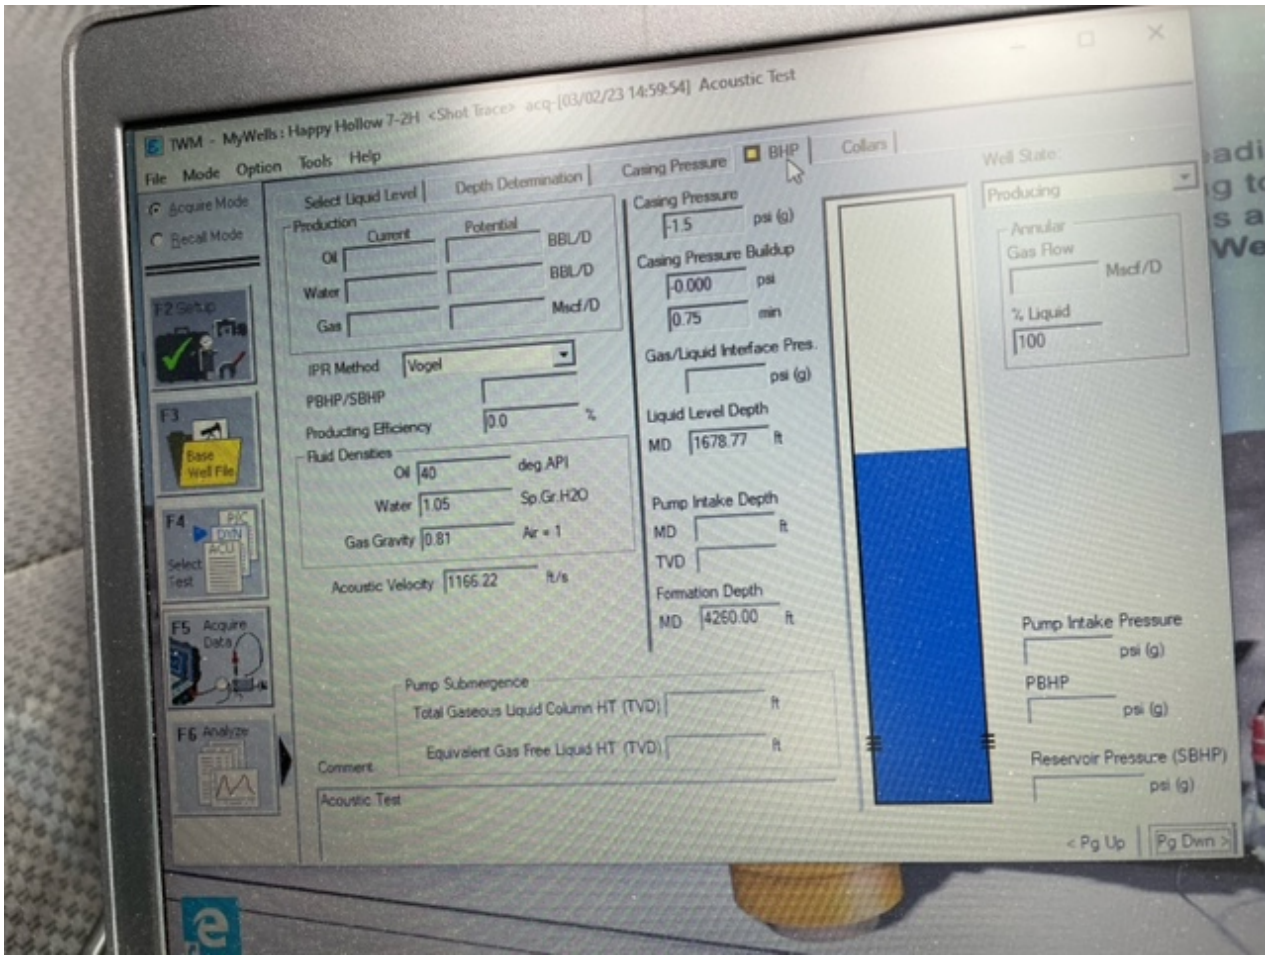 TWM - MyWells : Happy Hollow 7-2H <Shot Trace> acq-[03/02/23 14:59:54] Acoustic Test
File Mode Option Tools Help
Acquire Mode
Recall Mode
F2 Setup
F3
Base
Well File
F4
P/C
DYN
ACU
Select
Test
F5 Acquire
Data
F6 Analyze
Select Liquid Level
Depth Determination
Casing Pressure
BHP
Collars
Production
Current Potential
Oil BBL/D
Water BBL/D
Gas Mscf/D
IPR Method Vogel
PBHP/SBHP
Producting Efficiency 0.0 %
Fluid Densities
Oil 40 deg.API
Water 1.05 Sp.Gr.H2O
Gas Gravity 0.81 Air = 1
Acoustic Velocity 1166.22 ft/s
Casing Pressure
-1.5 psi (g)
Casing Pressure Buildup
-0.000 psi
0.75 min
Gas/Liquid Interface Pres.
psi (g)
Liquid Level Depth
MD 1678.77 ft
Pump Intake Depth
MD ft
TVD
Formation Depth
MD 4260.00 ft
Pump Submergence
Total Gaseous Liquid Column HT (TVD) ft
Equivalent Gas Free Liquid HT (TVD) ft
Comment
Acoustic Test
Well State:
Producing
Annular
Gas Flow
Mscf/D
% Liquid
100
Pump Intake Pressure
psi (g)
PBHP
psi (g)
Reservoir Pressure (SBHP)
psi (g)
< Pg Up
Pg Dwn >
adi
g to
s a
We